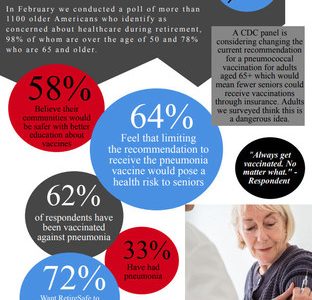 In February we conducted a poll of more than
1100 older Americans who identify as
concerned about healthcare during retirement,
98% of whom are over the age of 50 and 78%
who are 65 and older.
A CDC panel is
considering changing the
current recommendation
for a pneumococcal
vaccination for adults
aged 65+ which would
mean fewer seniors could
receive vaccinations
through insurance. Adults
we surveyed think this is
a dangerous idea.
58%
Believe their
communities would
be safer with better
education about
vaccines
64%
Feel that limiting
the recommendation to
receive the pneumonia
vaccine would pose a
health risk to seniors
"Always get
vaccinated. No
matter what." -
Respondent
62%
of respondents have
been vaccinated
against pneumonia
33%
Have had
pneumonia
72%
Want RetireSafe to